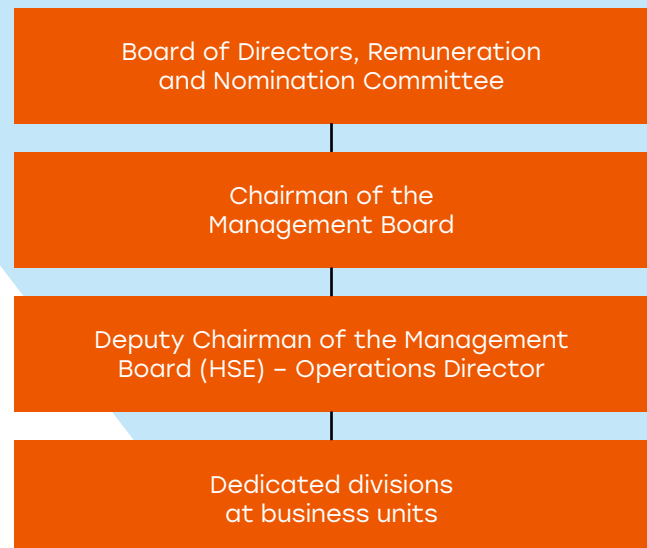 Board of Directors, Remuneration
and Nomination Committee
Chairman of the
Management Board
Deputy Chairman of the Management
Board (HSE) – Operations Director
Dedicated divisions
at business units